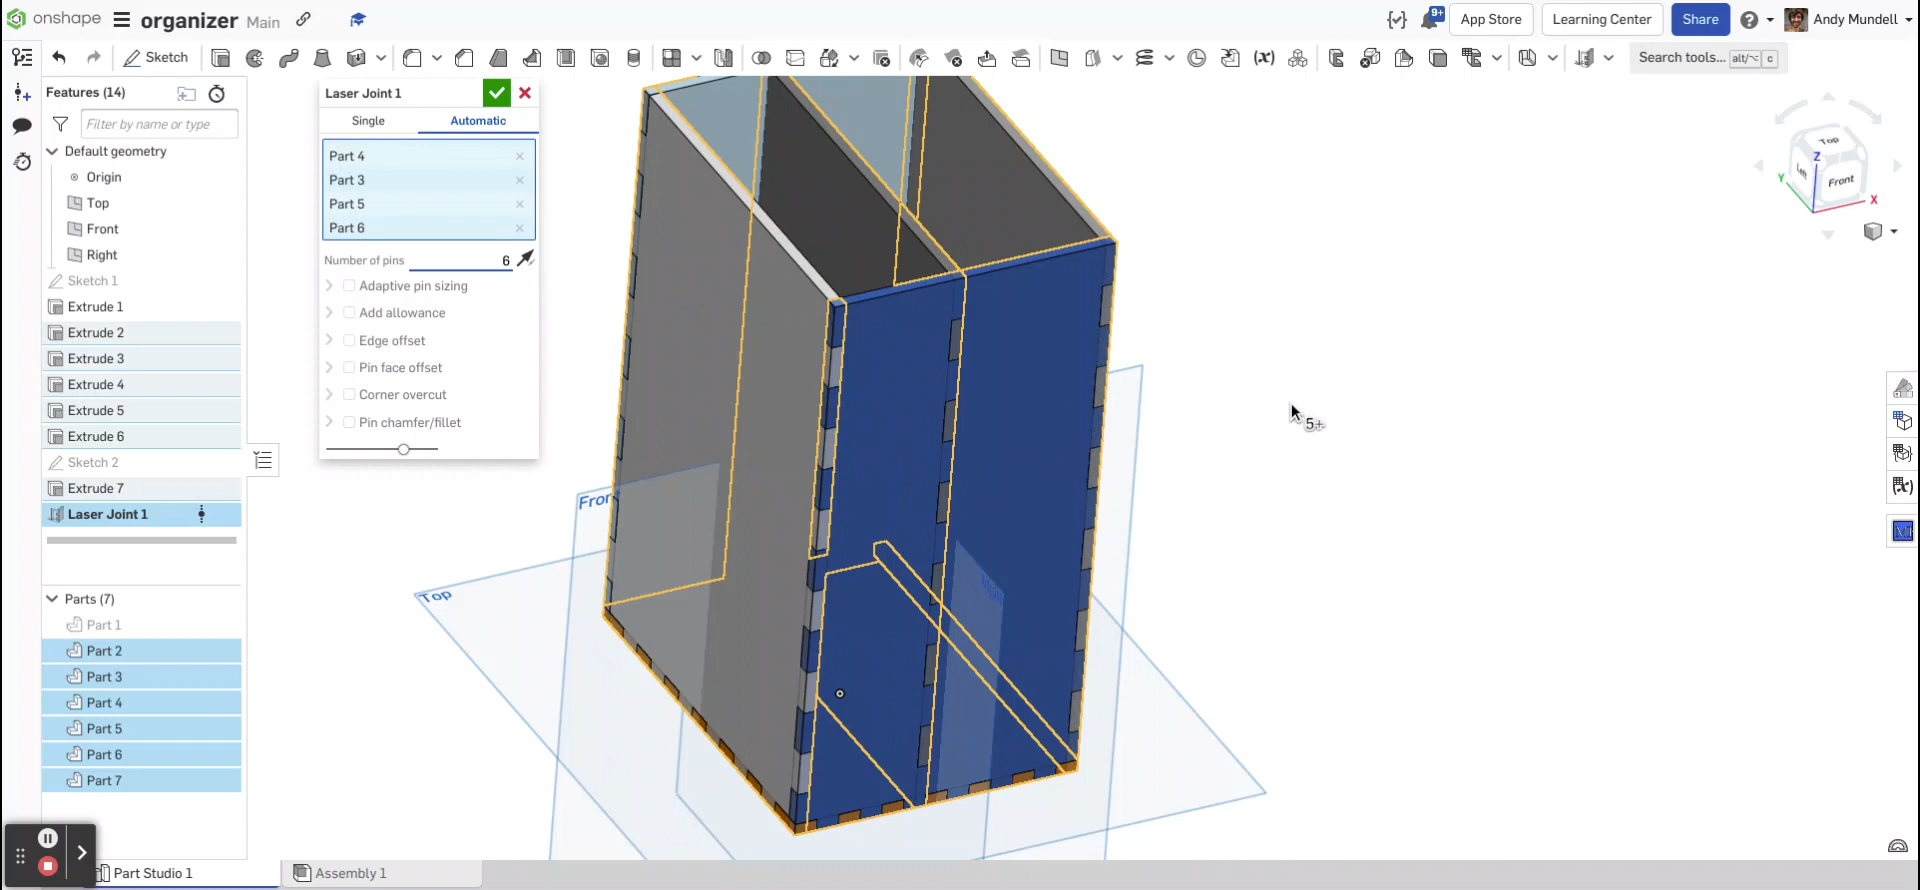 onshape organizer Main
9+
App Store
Learning Center
Share
Andy Mundell
Sketch
(x)
Search tools... alt/⌥ c
Features (14)
Filter by name or type
Default geometry
Origin
Top
Front
Right
Sketch 1
Extrude 1
Extrude 2
Extrude 3
Extrude 4
Extrude 5
Extrude 6
Sketch 2
Extrude 7
Laser Joint 1
Parts (7)
Part 1
Part 2
Part 3
Part 4
Part 5
Part 6
Part 7
Laser Joint 1
Single
Automatic
Part 4
Part 3
Part 5
Part 6
Number of pins 6
Adaptive pin sizing
Add allowance
Edge offset
Pin face offset
Corner overcut
Pin chamfer/fillet
Front
Top
5+
Top
Z
Left
Front
Y
X
(x)
Part Studio 1
Assembly 1